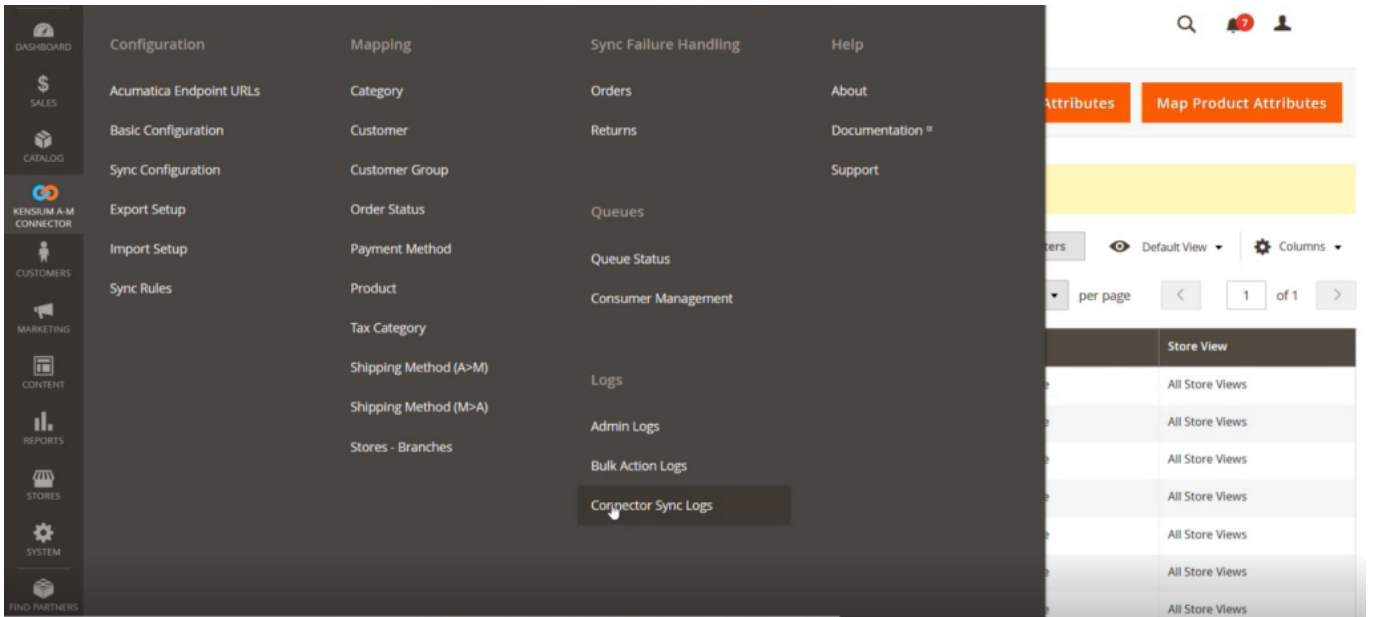 DASHBOARD
SALES
CATALOG
KENSIUM A-M
CONNECTOR
CUSTOMERS
MARKETING
CONTENT
REPORTS
STORES
SYSTEM
FIND PARTNERS
Configuration
Acumatica Endpoint URLs
Basic Configuration
Sync Configuration
Export Setup
Import Setup
Sync Rules
Mapping
Category
Customer
Customer Group
Order Status
Payment Method
Product
Tax Category
Shipping Method (A>M)
Shipping Method (M>A)
Stores - Branches
Sync Failure Handling
Orders
Returns
Queues
Queue Status
Consumer Management
Logs
Admin Logs
Bulk Action Logs
Connector Sync Logs
Help
About
Documentation
Support
7
Attributes
Map Product Attributes
Default View
Columns
per page
1
of 1
Store View
All Store Views
All Store Views
All Store Views
All Store Views
All Store Views
All Store Views
All Store Views